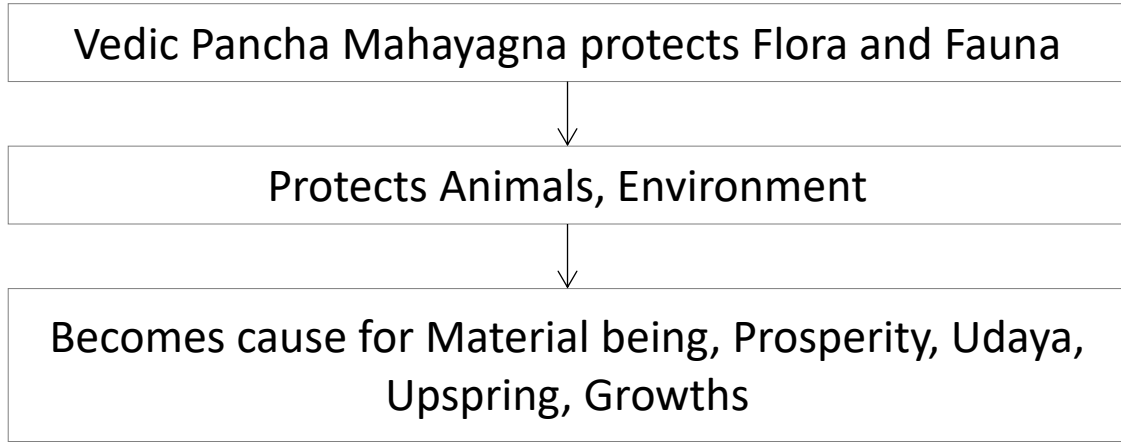 Vedic Pancha Mahayagna protects Flora and Fauna
Protects Animals, Environment
Becomes cause for Material being, Prosperity, Udaya,
Upspring, Growths